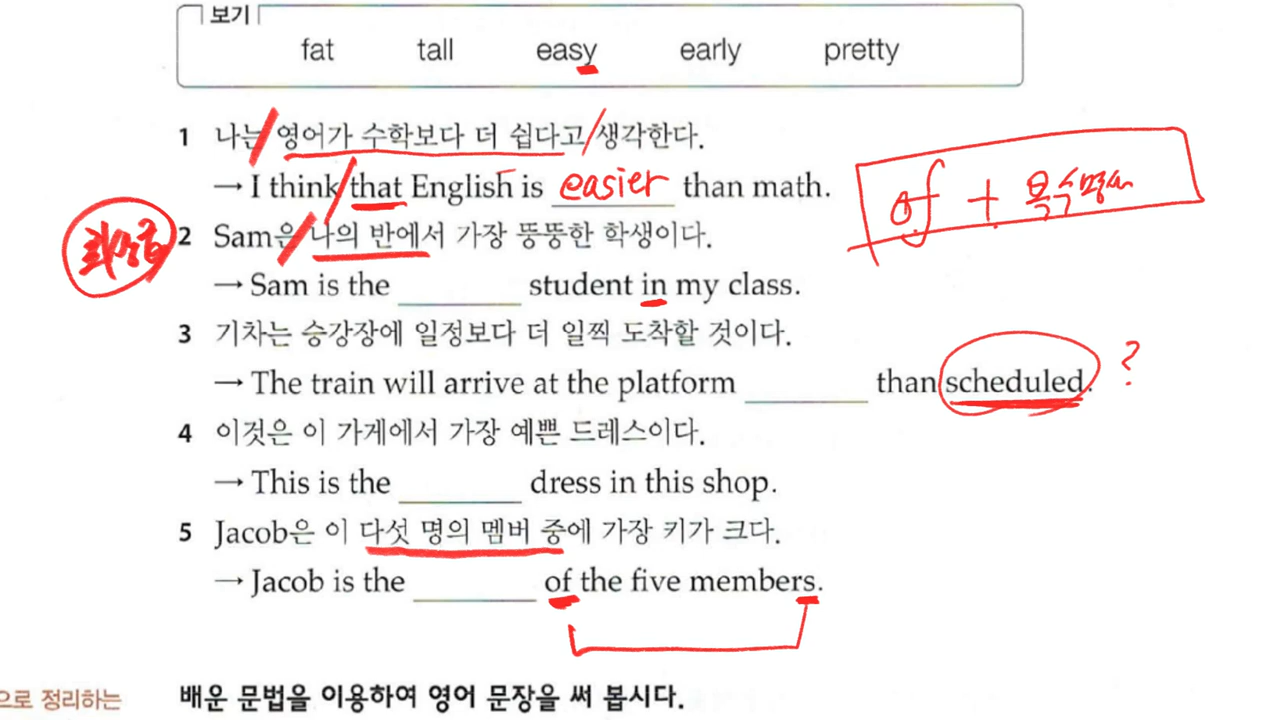 보기
fat tall easy early pretty
1 나는 영어가 수학보다 더 쉽다고 생각한다.
→ I think that English is easier than math.
of + 복수명사
최상급
2 Sam은 나의 반에서 가장 뚱뚱한 학생이다.
→ Sam is the ______ student in my class.
3 기차는 승강장에 일정보다 더 일찍 도착할 것이다.
→ The train will arrive at the platform ______ than scheduled. ?
4 이것은 이 가게에서 가장 예쁜 드레스이다.
→ This is the ______ dress in this shop.
5 Jacob은 이 다섯 명의 멤버 중에 가장 키가 크다.
→ Jacob is the ______ of the five members.
으로 정리하는 배운 문법을 이용하여 영어 문장을 써 봅시다.